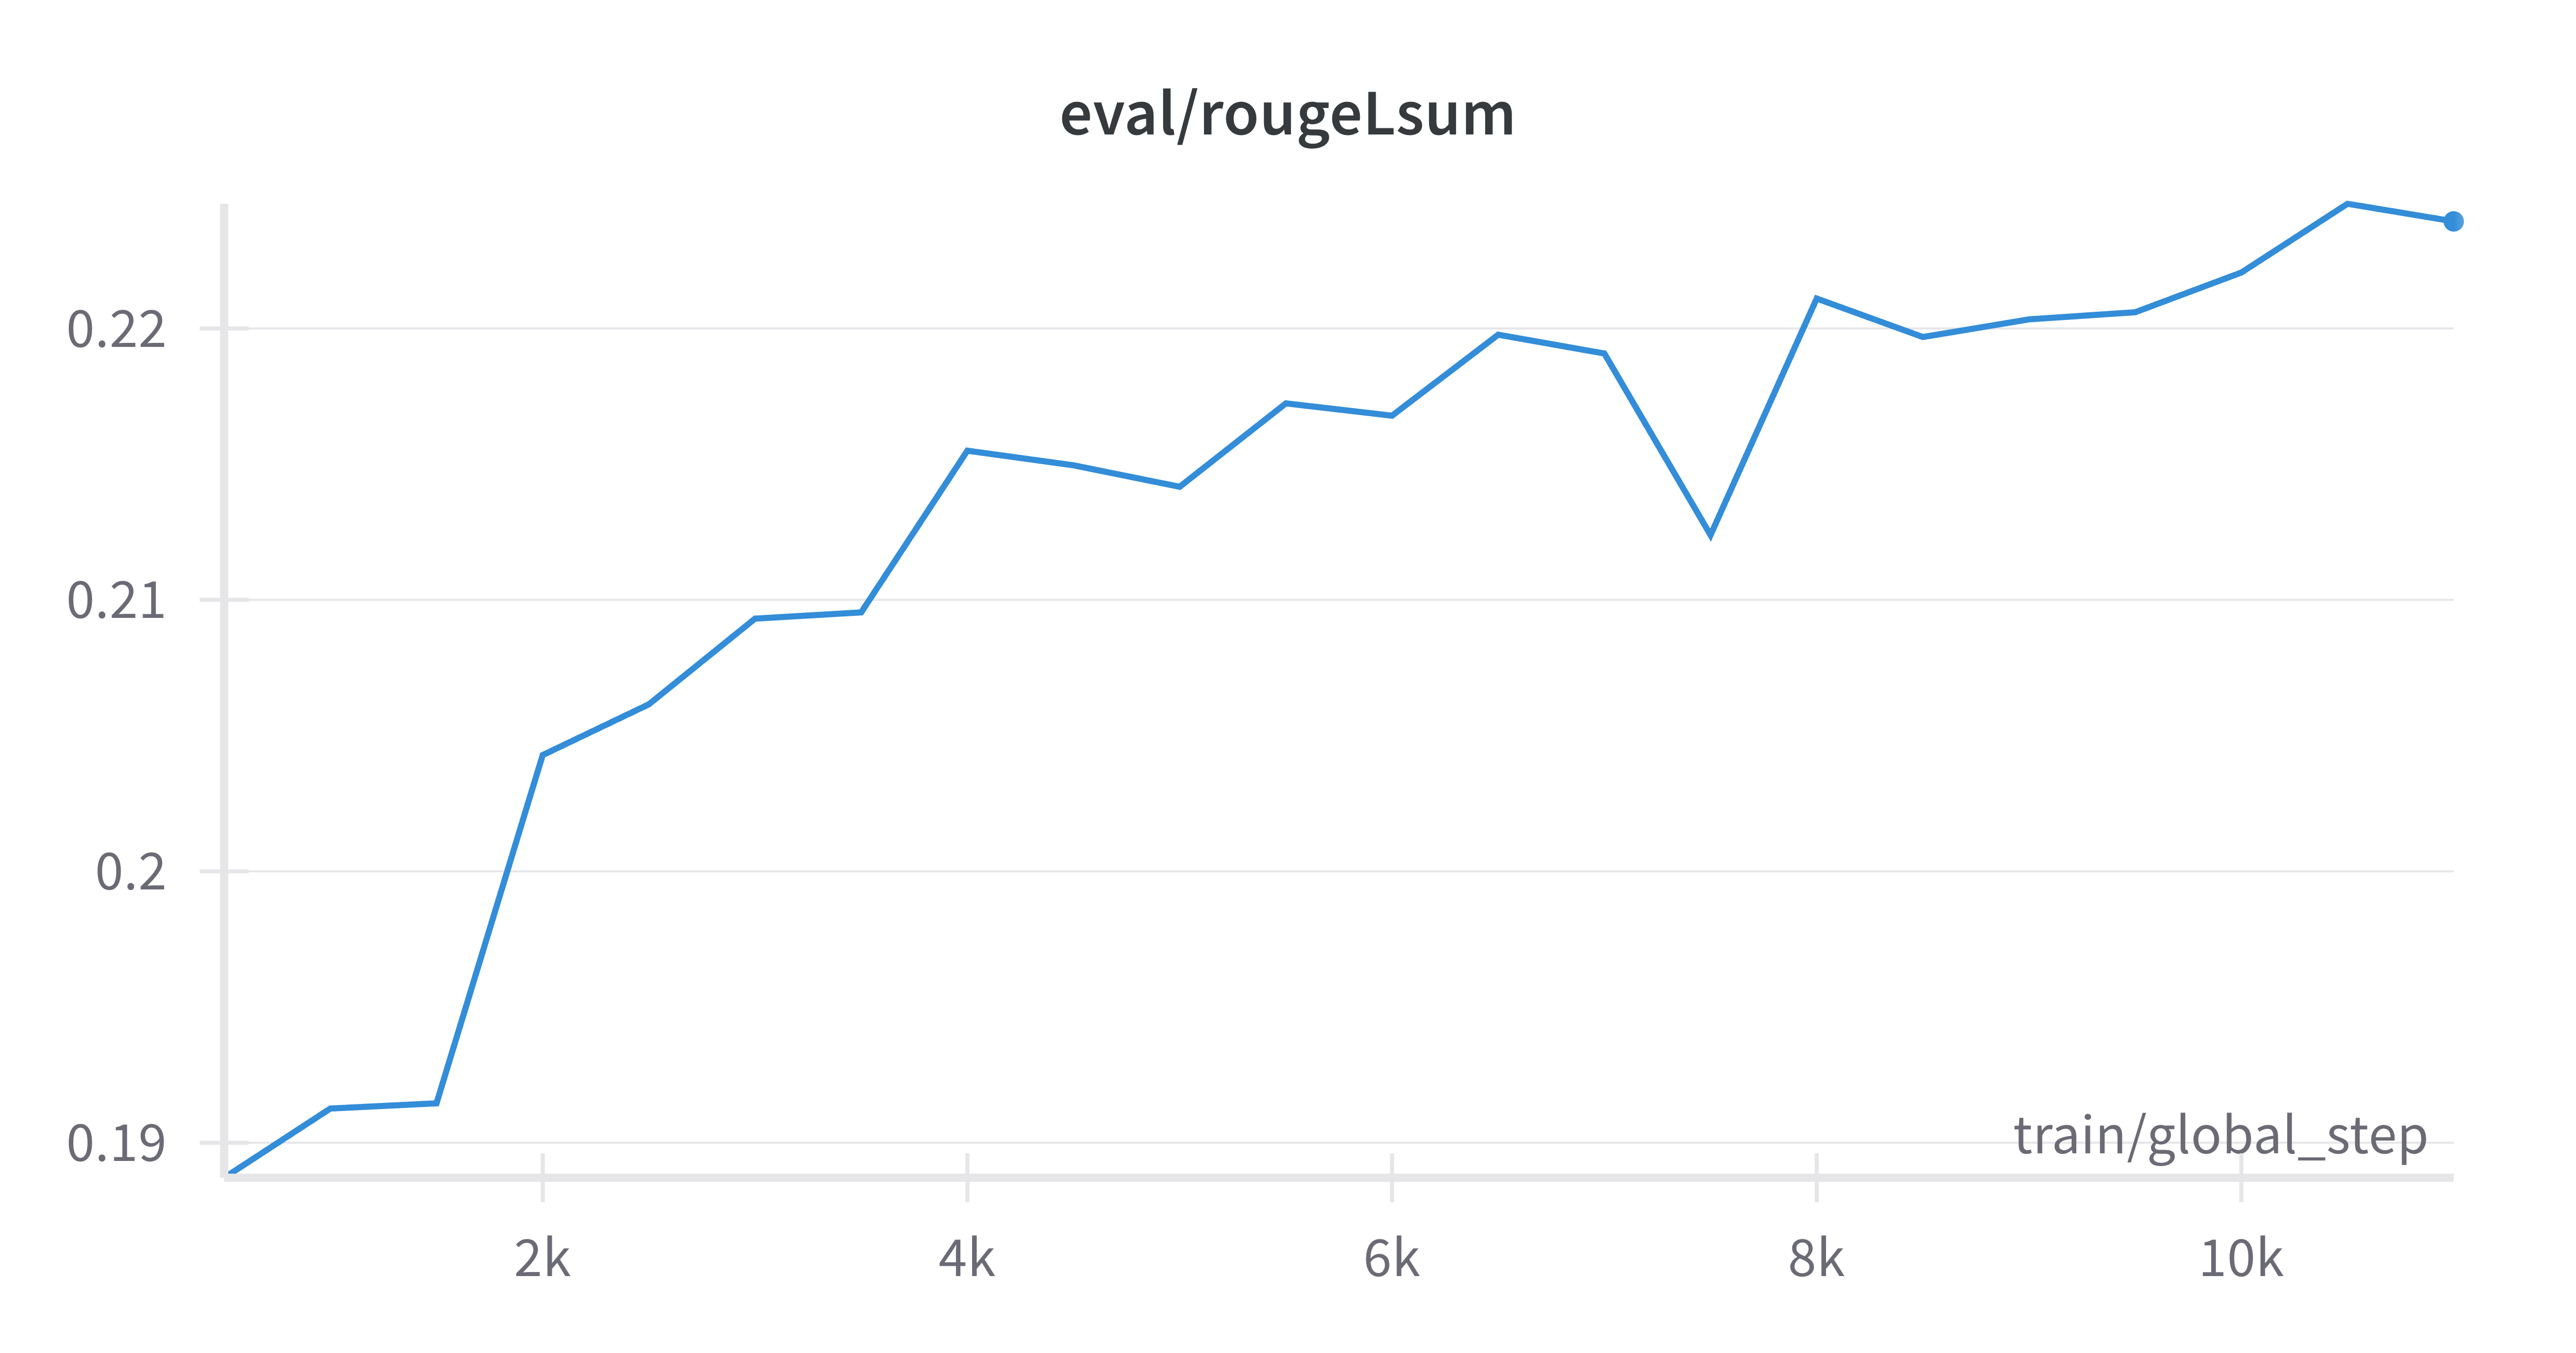 eval/rougeLsum
0.22
0.21
0.2
0.19
train/global_step
2k 4k 6k 8k 10k